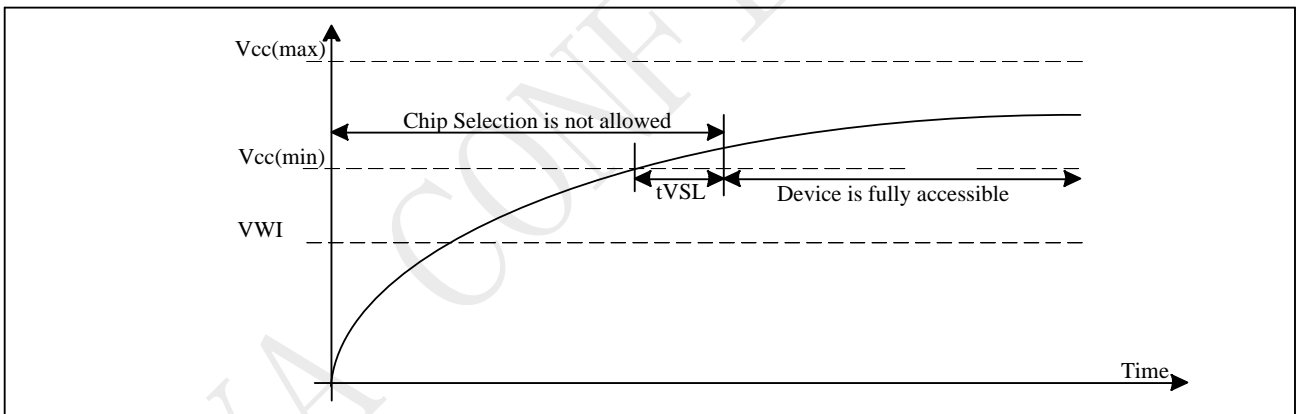 Vcc(max)
Chip Selection is not allowed
Vcc(min)
tVSL
Device is fully accessible
VWI
Time